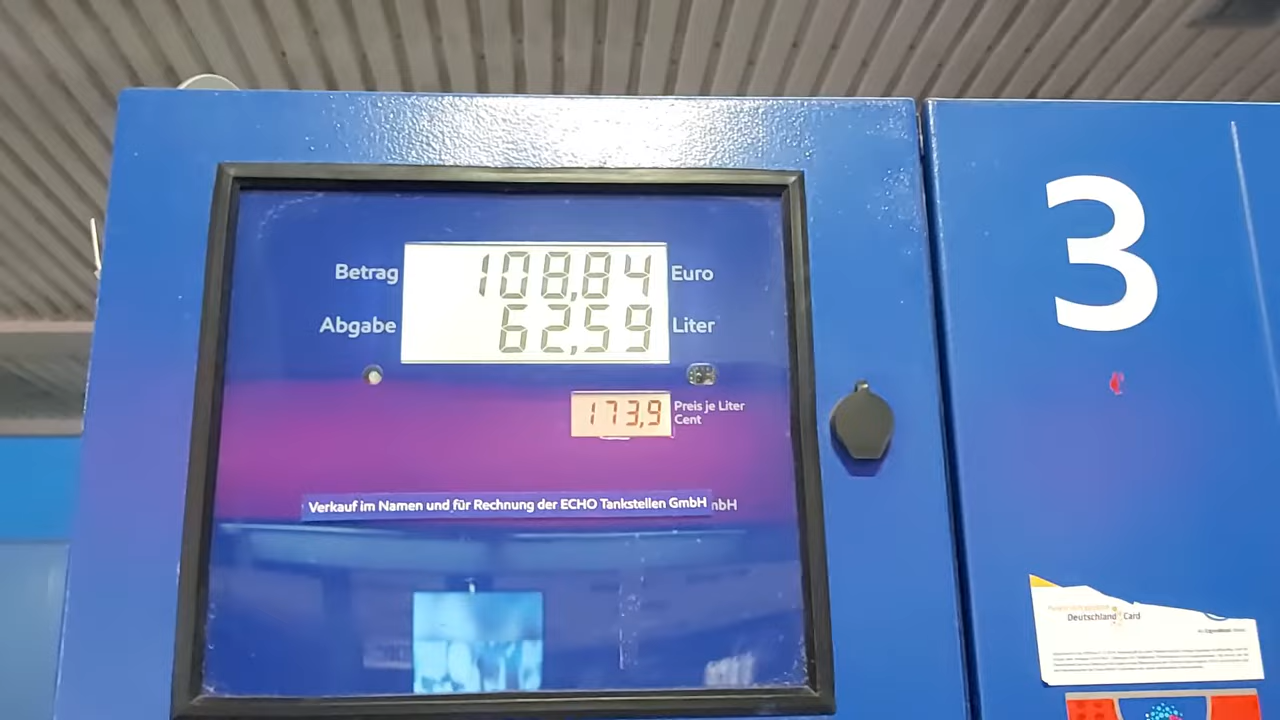 Betrag 108,84 Euro
Abgabe 62,59 Liter
173,9 Preis je Liter
Cent
Verkauf im Namen und für Rechnung der ECHO Tankstellen GmbH nbH
3
Deutschland Card